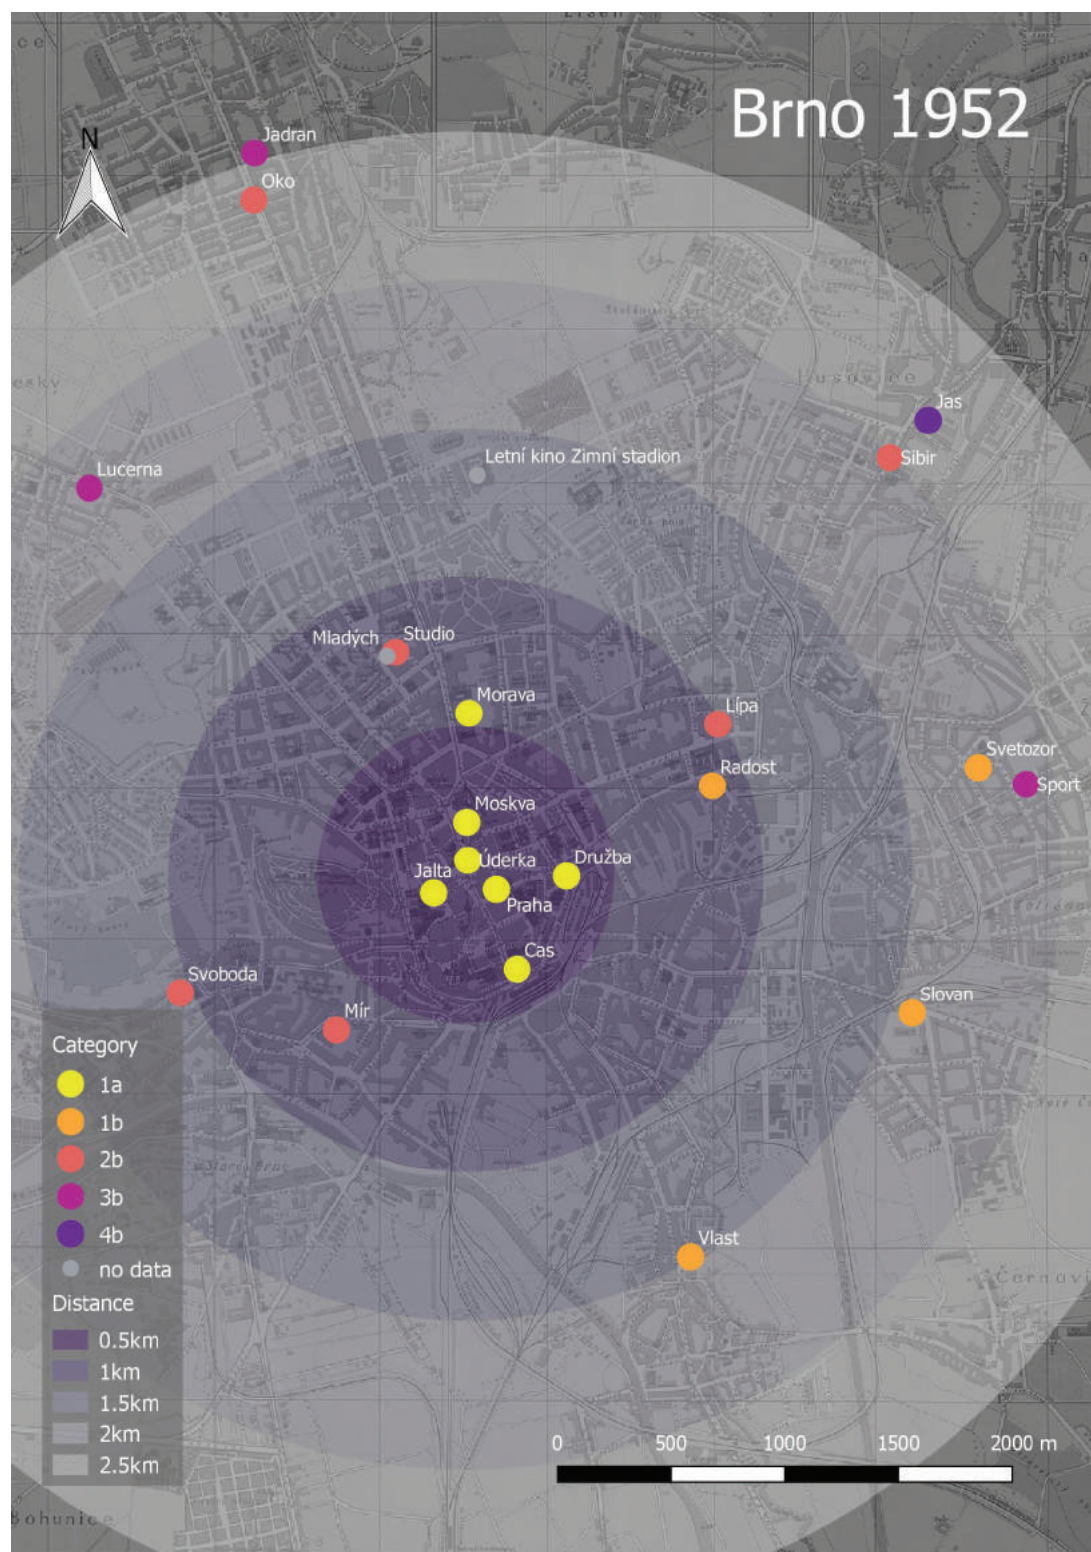 Brno 1952
N
Jadran
Oko
Jas
Sibir
Letní kino Zimní stadion
Lucerna
Mladých
Studio
Morava
Lípa
Svetozor
Radost
Sport
Moskva
Úderka
Družba
Jalta
Praha
Cas
Svoboda
Slovan
Mír
Vlast
Category
1a
1b
2b
3b
4b
no data
Distance
0.5km
1km
1.5km
2km
2.5km
0 500 1000 1500 2000 m
Bohunice